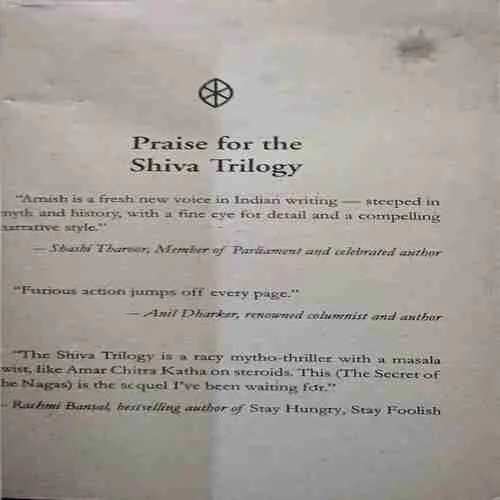 Praise for the
Shiva Trilogy
"Amish is a fresh new voice in Indian writing — steeped in
myth and history, with a fine eye for detail and a compelling
narrative style."
— Shashi Tharoor, Member of Parliament and celebrated author
"Furious action jumps off every page."
— Anil Dharker, renowned columnist and author
"The Shiva Trilogy is a racy mytho-thriller with a masala
wist, like Amar Chitra Katha on steroids. This (The Secret of
he Nagas) is the sequel I've been waiting for."
– Rashmi Bansal, bestselling author of Stay Hungry, Stay Foolish